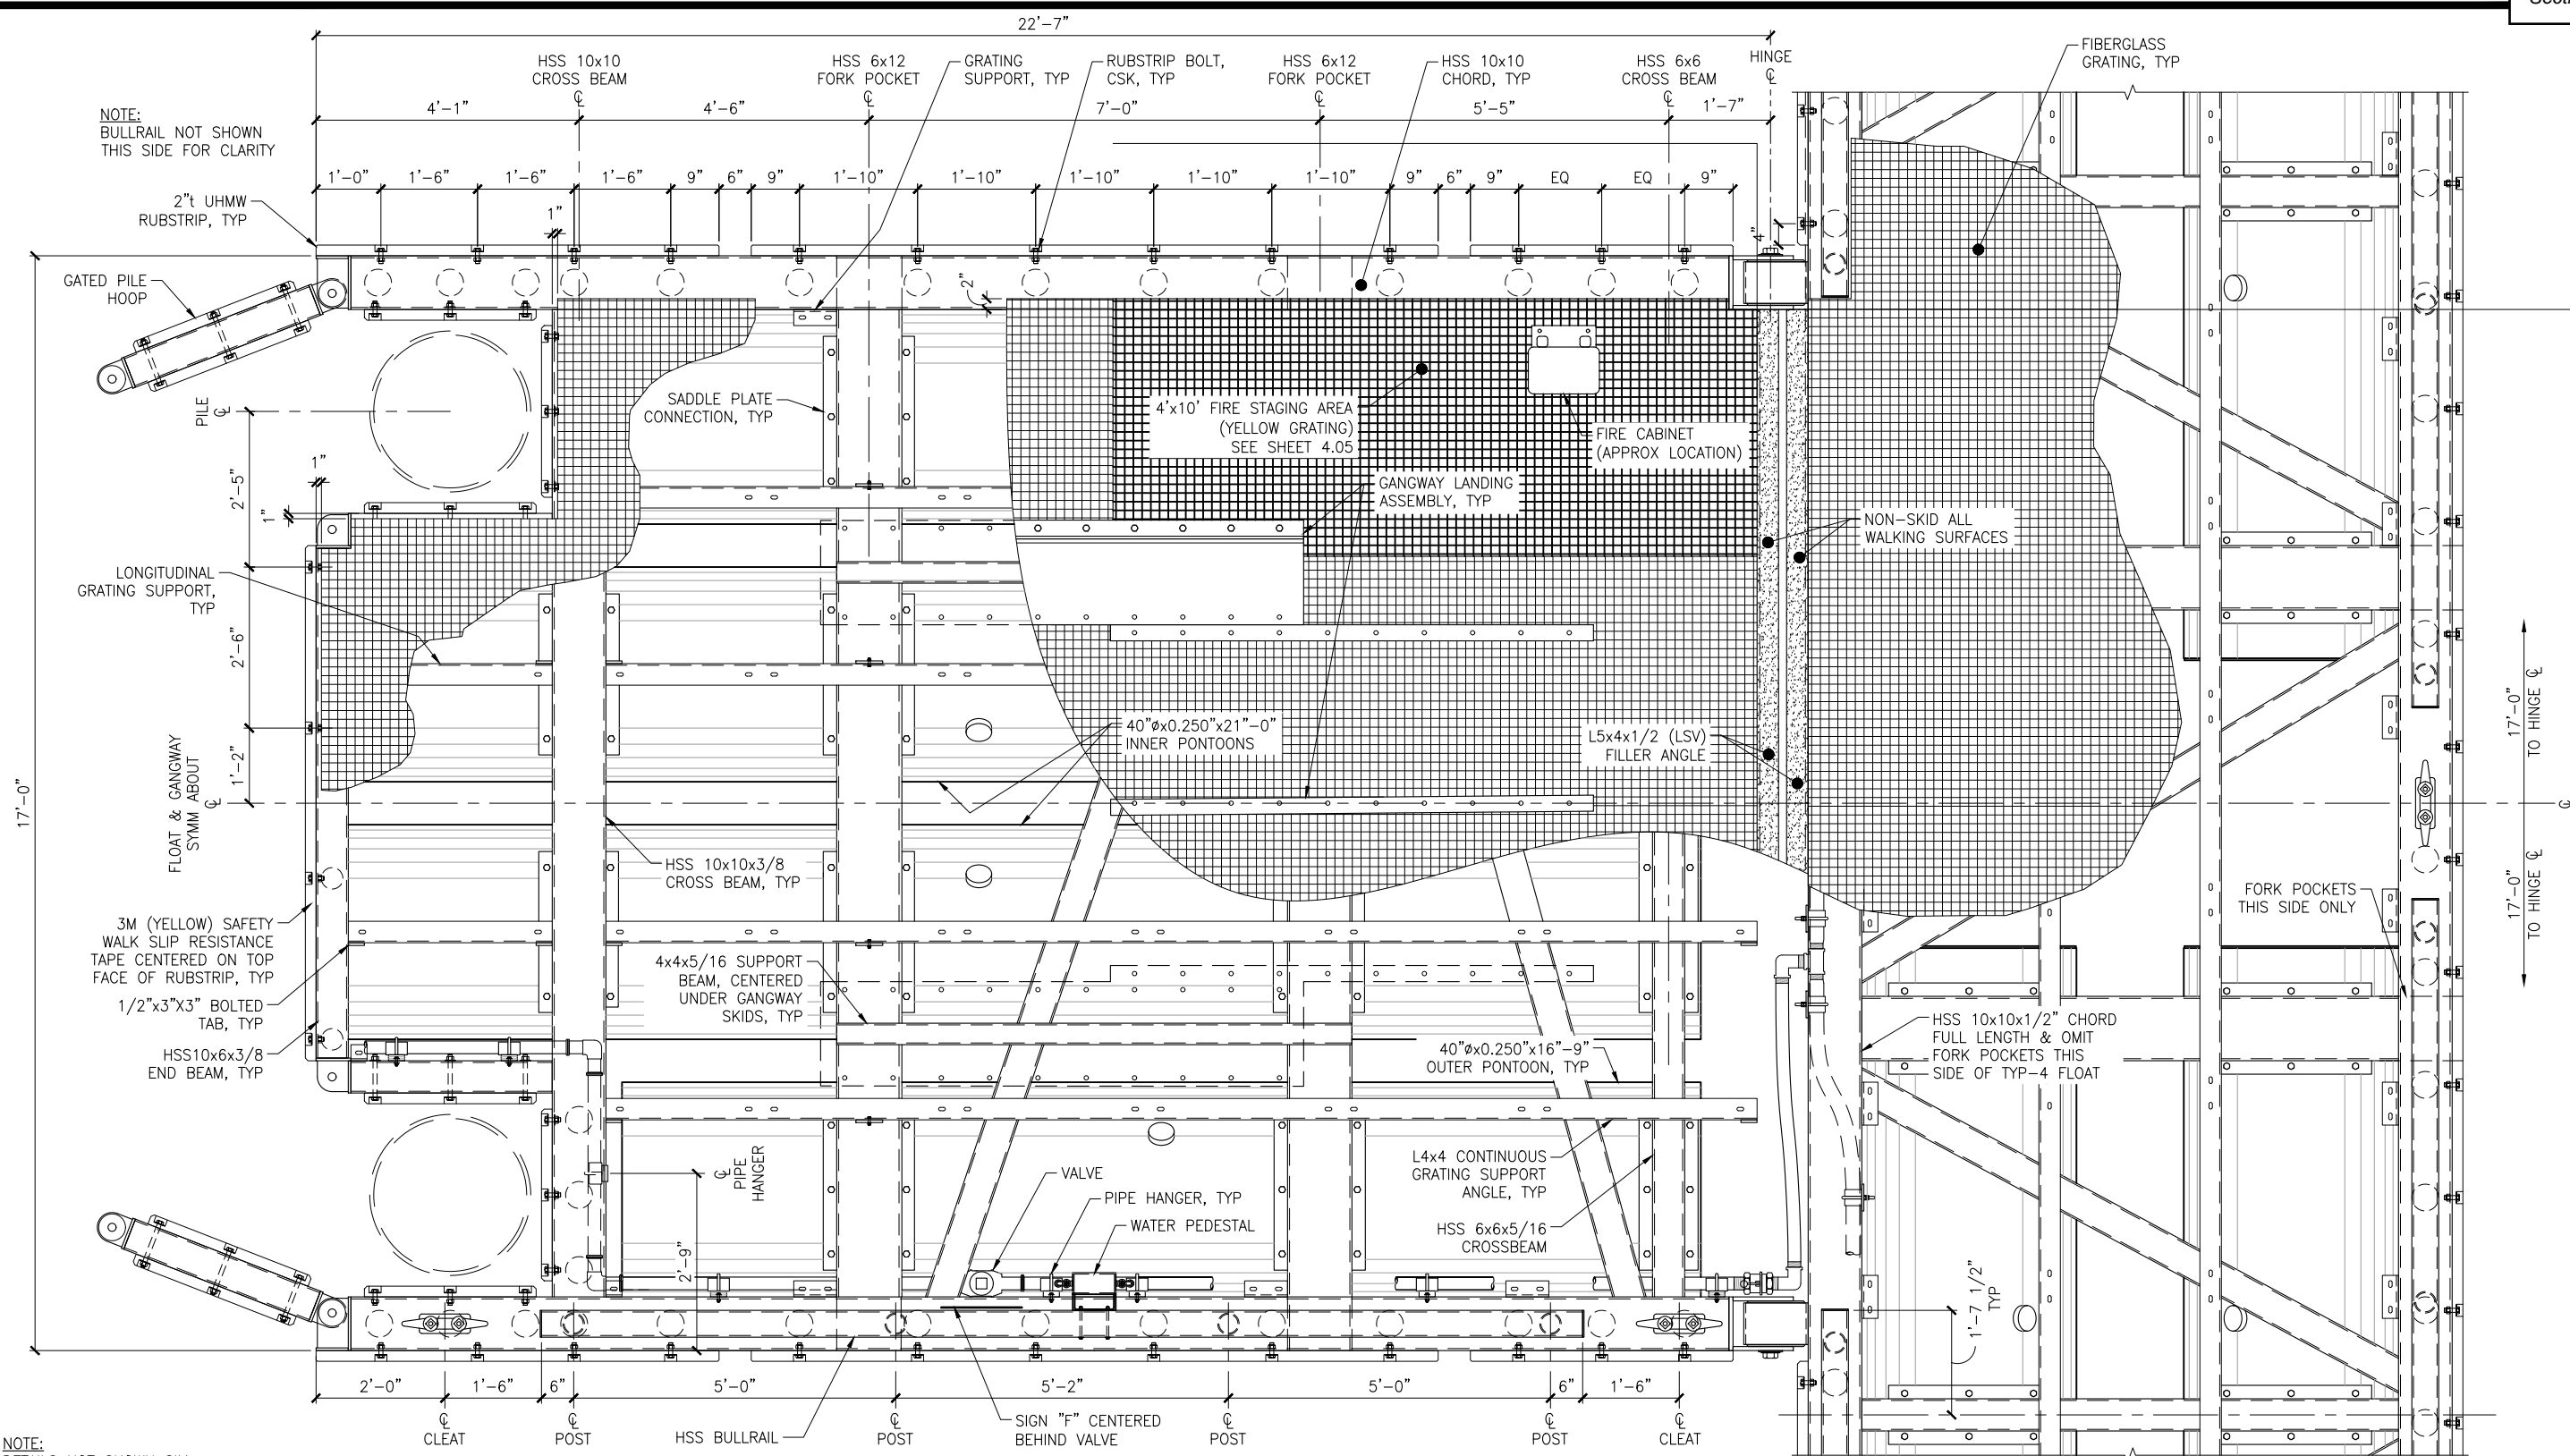 22'-7"
HSS 10x10
CROSS BEAM
℄
HSS 6x12
FORK POCKET
℄
GRATING
SUPPORT, TYP
RUBSTRIP BOLT,
CSK, TYP
HSS 6x12
FORK POCKET
℄
HSS 10x10
CHORD, TYP
HSS 6x6
CROSS BEAM
℄
HINGE
℄
FIBERGLASS
GRATING, TYP
4'-1"
4'-6"
7'-0"
5'-5"
1'-7"
NOTE:
BULLRAIL NOT SHOWN
THIS SIDE FOR CLARITY
1'-0"
1'-6"
1'-6"
1'-6"
9"
6"
9"
1'-10"
1'-10"
1'-10"
1'-10"
1'-10"
9"
6"
9"
EQ
EQ
9"
2"t UHMW
RUBSTRIP, TYP
1"
4"
GATED PILE
HOOP
2"
PILE
℄
SADDLE PLATE
CONNECTION, TYP
4'x10' FIRE STAGING AREA
(YELLOW GRATING)
SEE SHEET 4.05
FIRE CABINET
(APPROX LOCATION)
1"
2'-5"
1"
GANGWAY LANDING
ASSEMBLY, TYP
NON-SKID ALL
WALKING SURFACES
LONGITUDINAL
GRATING SUPPORT,
TYP
2'-6"
1'-2"
17'-0"
FLOAT & GANGWAY
SYMM ABOUT
℄
40"øx0.250"x21"-0"
INNER PONTOONS
L5x4x1/2 (LSV)
FILLER ANGLE
17'-0"
TO HINGE ℄
℄
17'-0"
TO HINGE ℄
HSS 10x10x3/8
CROSS BEAM, TYP
FORK POCKETS
THIS SIDE ONLY
3M (YELLOW) SAFETY
WALK SLIP RESISTANCE
TAPE CENTERED ON TOP
FACE OF RUBSTRIP, TYP
1/2"x3"X3" BOLTED
TAB, TYP
HSS10x6x3/8
END BEAM, TYP
4x4x5/16 SUPPORT
BEAM, CENTERED
UNDER GANGWAY
SKIDS, TYP
40"øx0.250"x16"-9"
OUTER PONTOON, TYP
HSS 10x10x1/2" CHORD
FULL LENGTH & OMIT
FORK POCKETS THIS
SIDE OF TYP-4 FLOAT
℄
PIPE
HANGER
VALVE
PIPE HANGER, TYP
WATER PEDESTAL
L4x4 CONTINUOUS
GRATING SUPPORT
ANGLE, TYP
HSS 6x6x5/16
CROSSBEAM
2'-9"
1'-7 1/2"
TYP
2'-0"
1'-6"
6"
5'-0"
5'-2"
5'-0"
6"
1'-6"
℄
CLEAT
℄
POST
HSS BULLRAIL
℄
POST
SIGN "F" CENTERED
BEHIND VALVE
℄
POST
℄
POST
℄
CLEAT
NOTE: